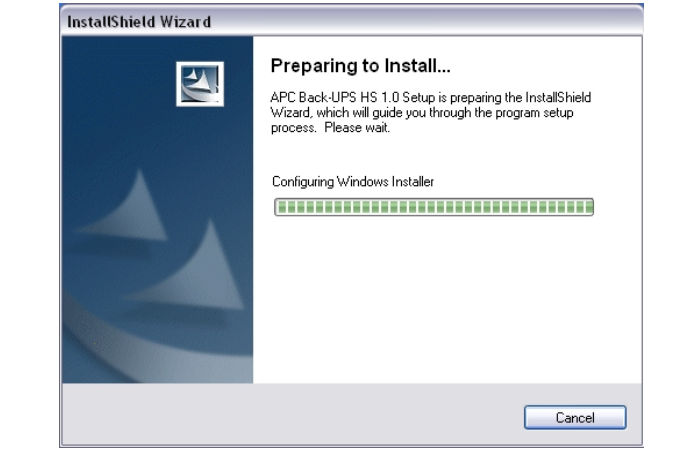 InstallShield Wizard
Preparing to Install...
APC Back-UPS HS 1.0 Setup is preparing the InstallShield
Wizard, which will guide you through the program setup
process.  Please wait.
Configuring Windows Installer
Cancel